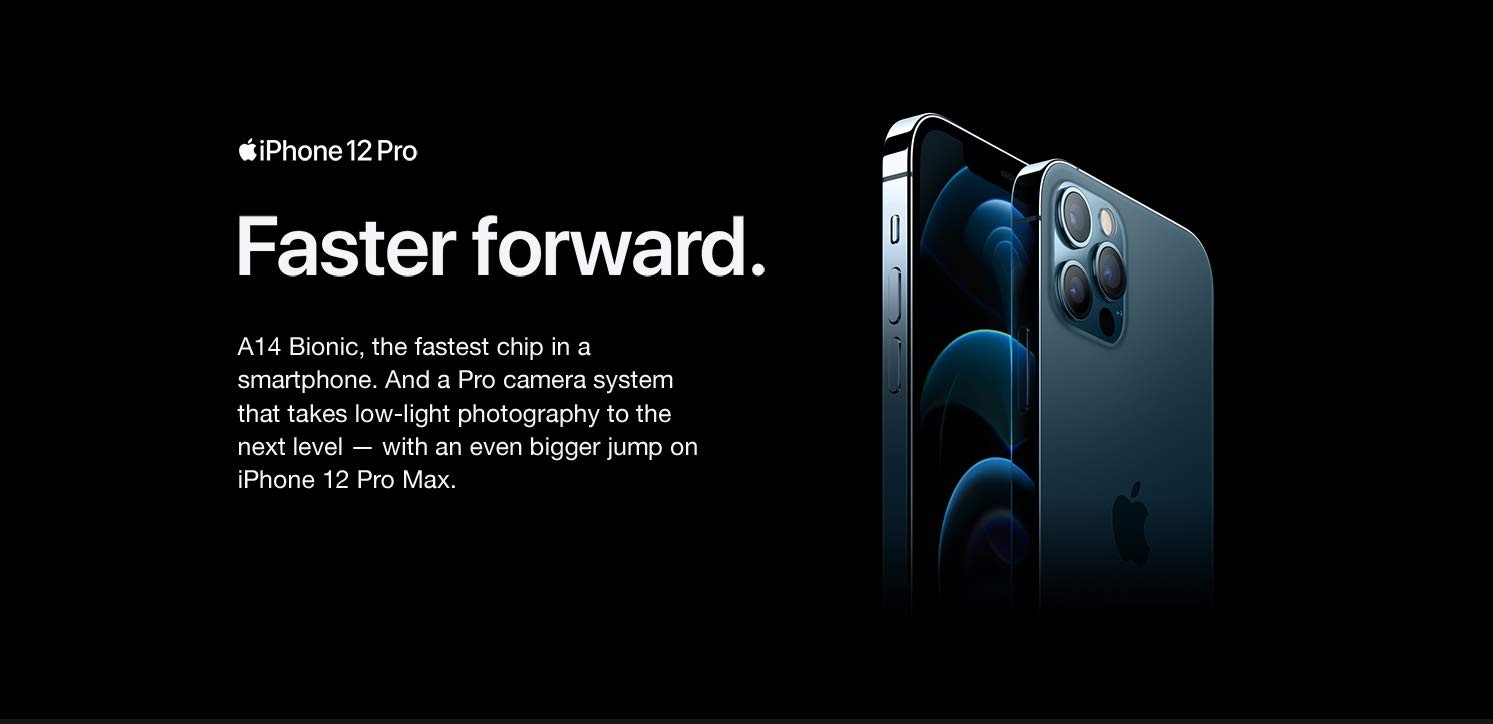 iPhone 12 Pro
Faster forward.
A14 Bionic, the fastest chip in a
smartphone. And a Pro camera system
that takes low-light photography to the
next level — with an even bigger jump on
iPhone 12 Pro Max.